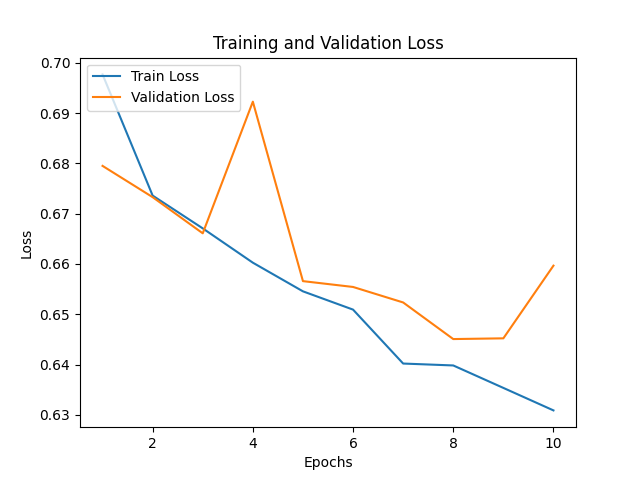 Training and Validation Loss
Train Loss
Validation Loss
0.70
0.69
0.68
0.67
0.66
0.65
0.64
0.63
Loss
2 4 6 8 10
Epochs